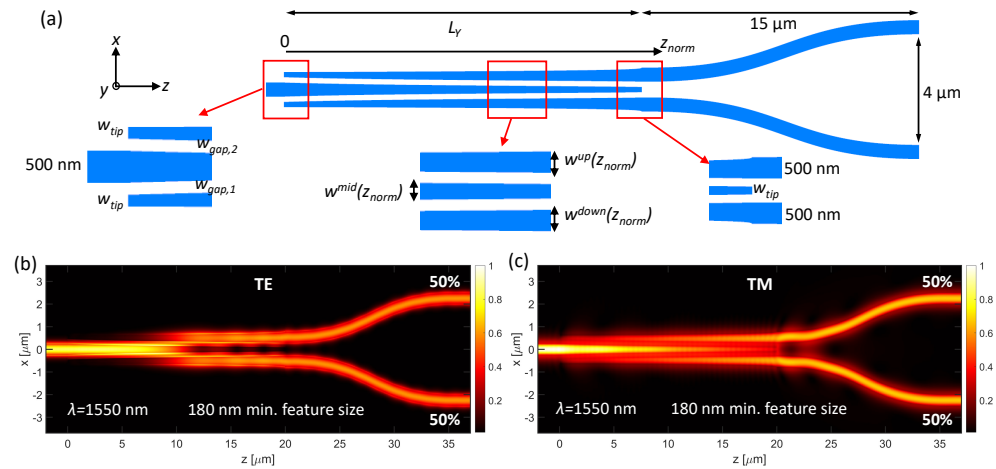 (a)
L_Y
15 µm
x
y
z
0
z_norm
4 µm
w_tip
w_gap,2
500 nm
w_gap,1
w_tip
w^up(z_norm)
w^mid(z_norm)
w^down(z_norm)
500 nm
w_tip
500 nm
(b)
TE
50%
λ=1550 nm
180 nm min. feature size
50%
x [µm]
3
2
1
0
-1
-2
-3
0
5
10
15
20
25
30
35
z [µm]
1
0.8
0.6
0.4
0.2
(c)
TM
50%
λ=1550 nm
180 nm min. feature size
50%
x [µm]
3
2
1
0
-1
-2
-3
0
5
10
15
20
25
30
35
z [µm]
1
0.8
0.6
0.4
0.2